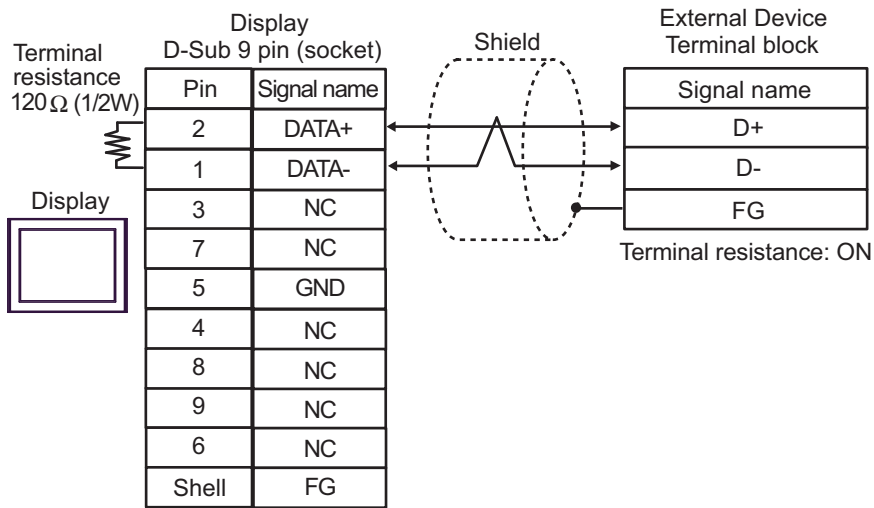 Display
D-Sub 9 pin (socket)
Shield
External Device
Terminal block
Terminal
resistance
120Ω (1/2W)
Pin Signal name
2 DATA+
1 DATA-
3 NC
7 NC
5 GND
4 NC
8 NC
9 NC
6 NC
Shell FG
Display
Signal name
D+
D-
FG
Terminal resistance: ON